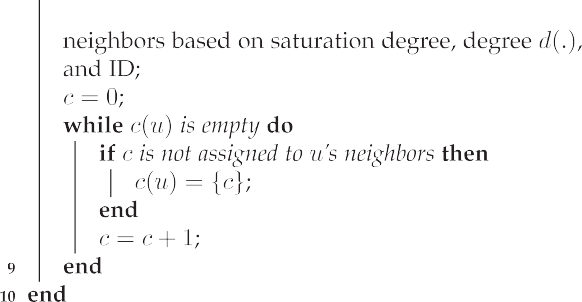 neighbors based on saturation degree, degree d(.),
and ID;
c = 0;
while c(u) is empty do
if c is not assigned to u's neighbors then
c(u) = {c};
end
c = c + 1;
9 end
10 end